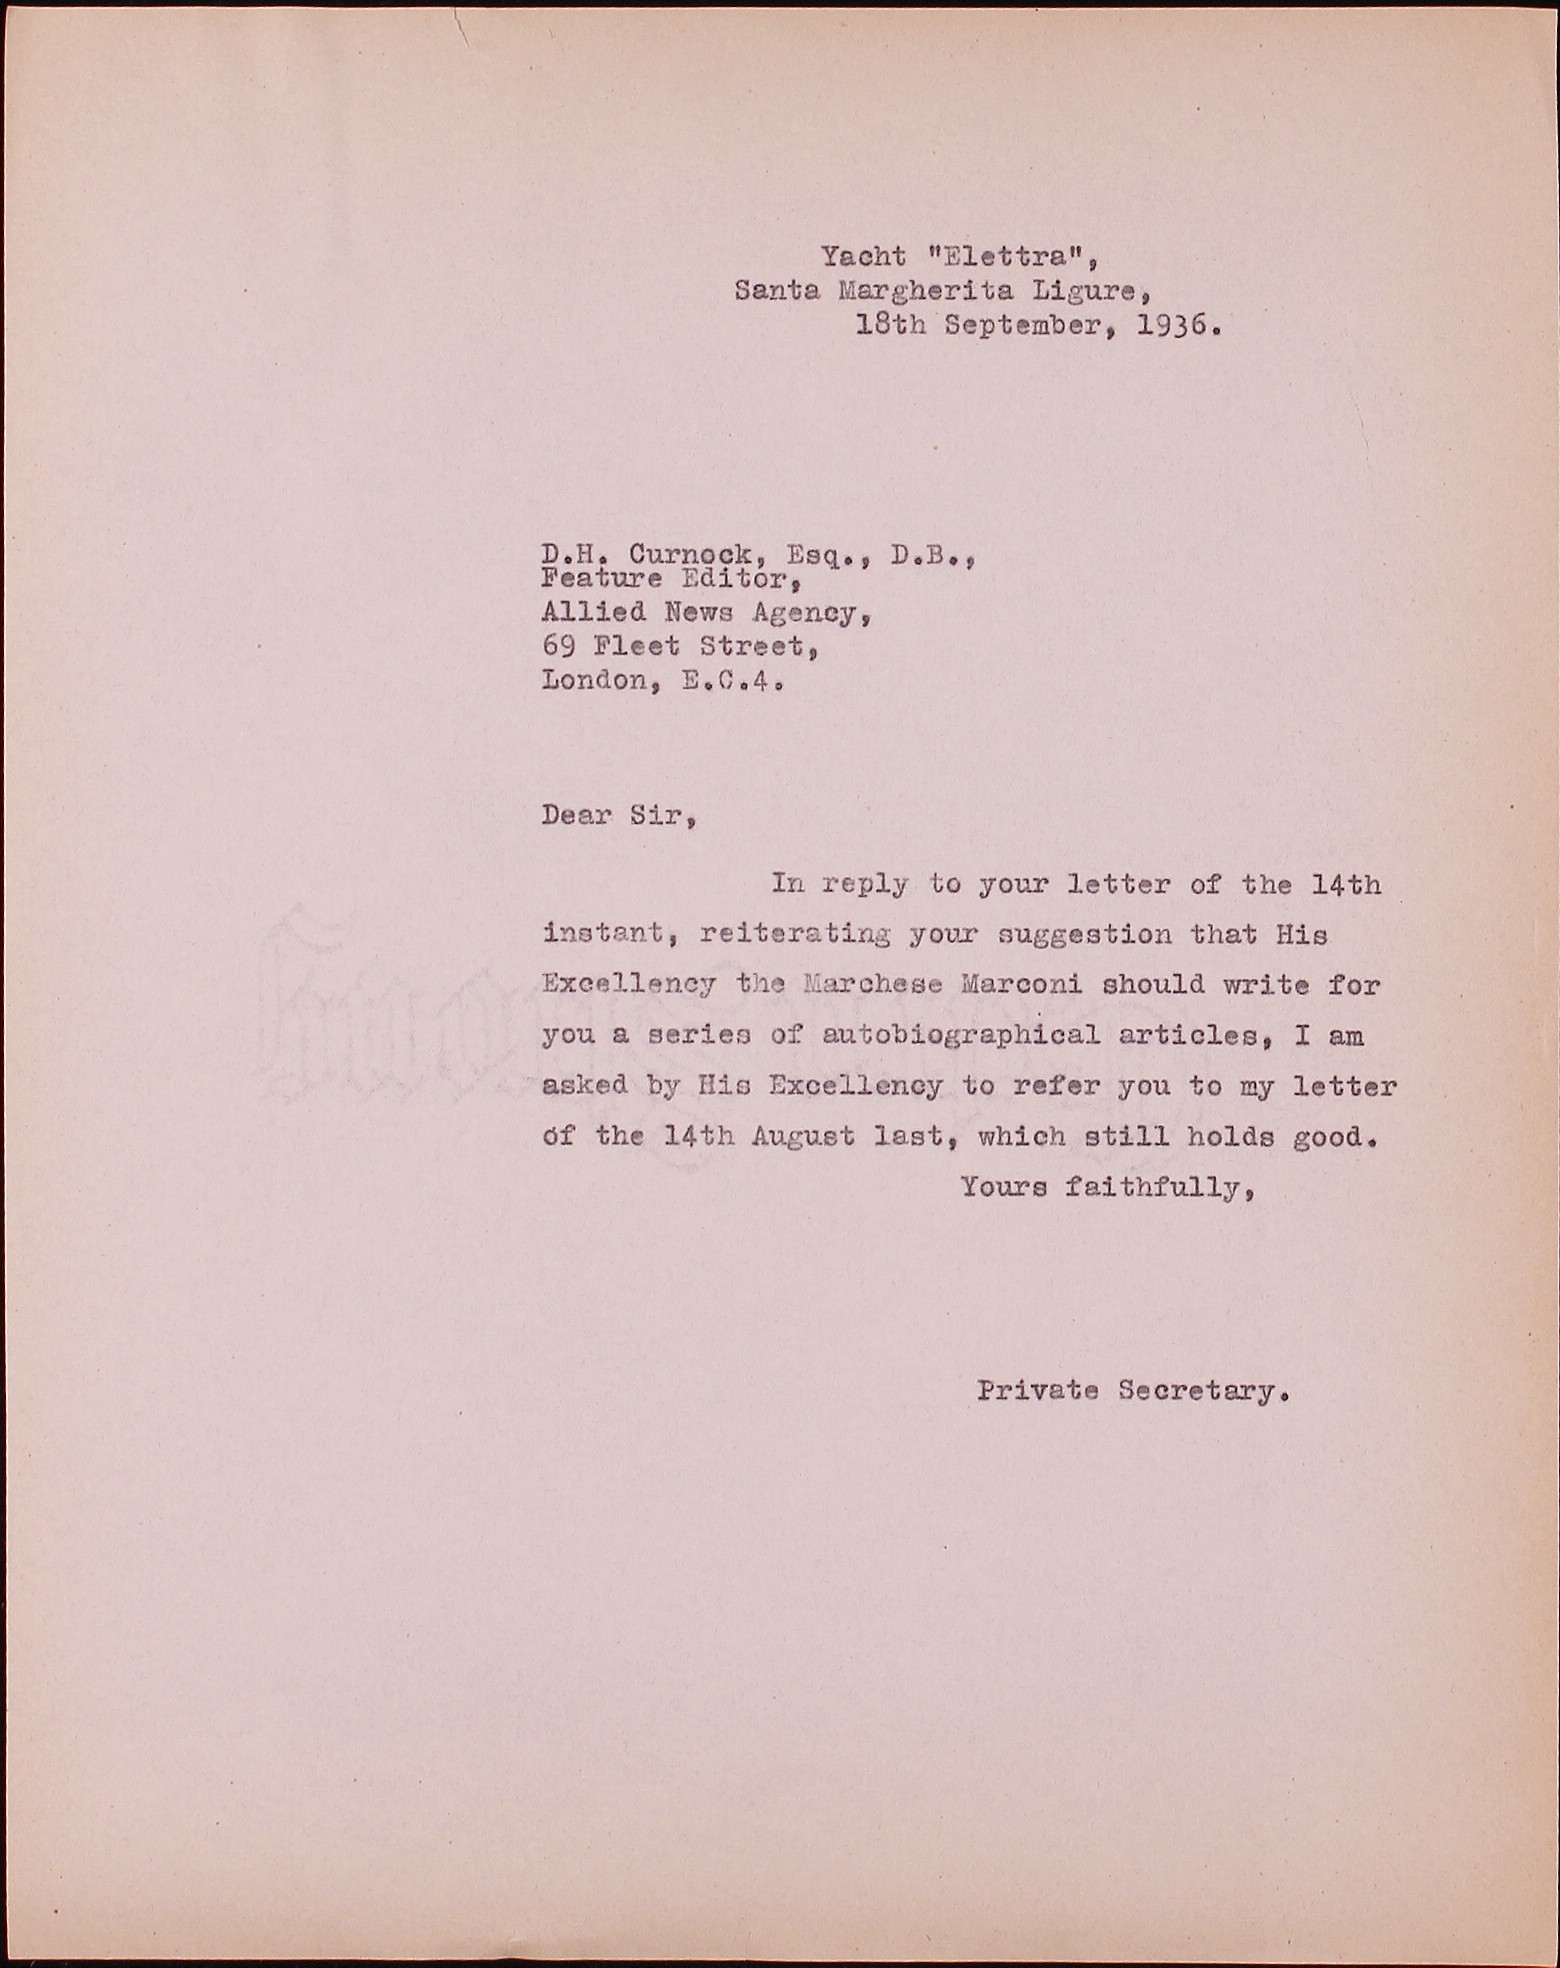 Yacht "Elettra",
Santa Margherita Ligure,
18th September, 1936.
D.H. Curnock, Esq., D.B.,
Feature Editor,
Allied News Agency,
69 Fleet Street,
London, E.C.4.
Dear Sir,
In reply to your letter of the 14th
instant, reiterating your suggestion that His
Excellency the Marchese Marconi should write for
you a series of autobiographical articles, I am
asked by His Excellency to refer you to my letter
of the 14th August last, which still holds good.
Yours faithfully,
Private Secretary.